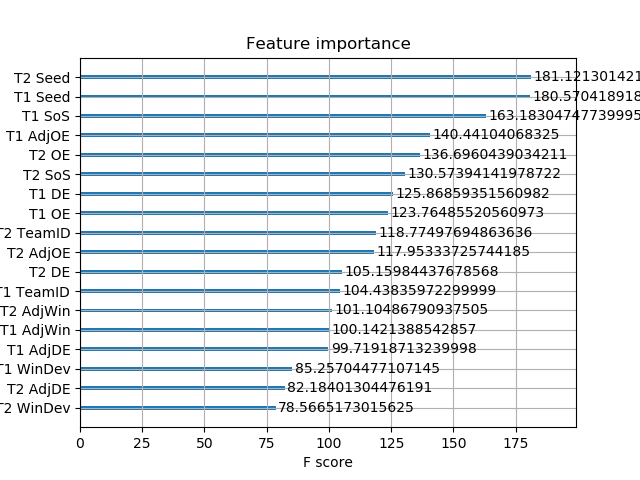 Feature importance
T2 Seed 181.121301421
T1 Seed 180.570418918
T1 SoS 163.18304747739995
T1 AdjOE 140.44104068325
T2 OE 136.6960439034211
T2 SoS 130.57394141978722
T1 DE 125.86859351560982
T1 OE 123.76485520560973
T2 TeamID 118.77497694863636
T2 AdjOE 117.95333725744185
T2 DE 105.15984437678568
T1 TeamID 104.43835972299999
T2 AdjWin 101.10486790937505
T1 AdjWin 100.1421388542857
T1 AdjDE 99.71918713239998
T1 WinDev 85.25704477107145
T2 AdjDE 82.18401304476191
T2 WinDev 78.5665173015625
0 25 50 75 100 125 150 175
F score